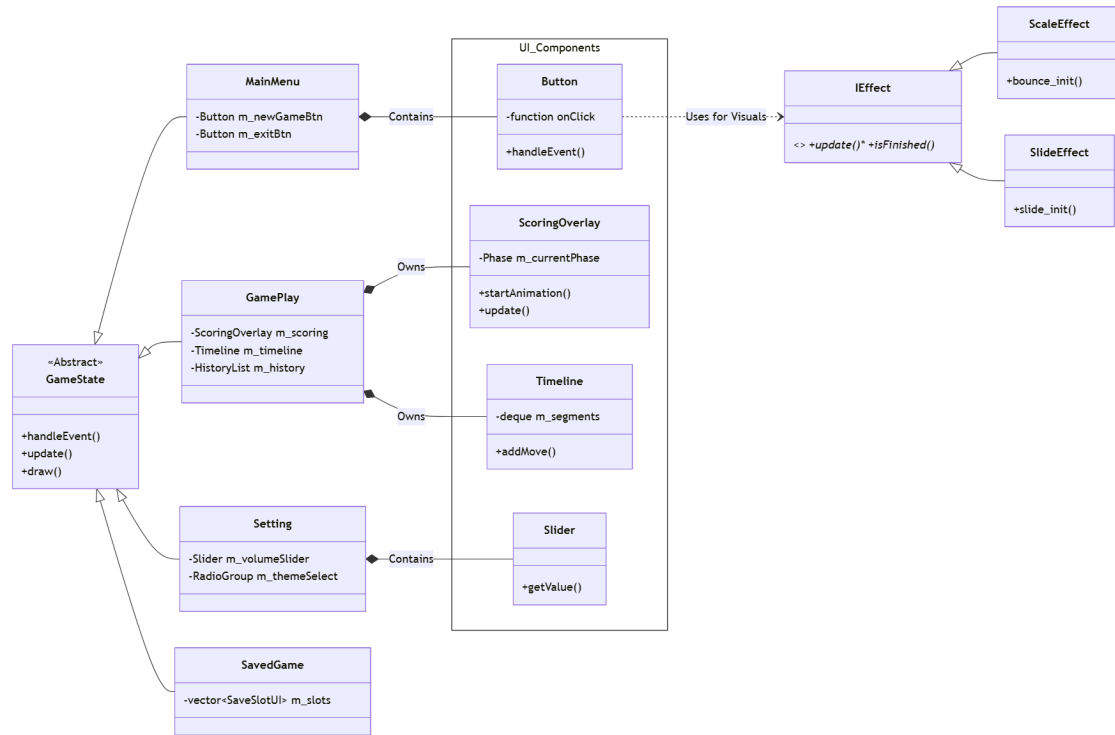 UI_Components
ScaleEffect
+bounce_init()
MainMenu
-Button m_newGameBtn
-Button m_exitBtn
Contains
Button
-function onClick
+handleEvent()
Uses for Visuals
IEffect
<> +update()* +isFinished()
SlideEffect
+slide_init()
ScoringOverlay
-Phase m_currentPhase
+startAnimation()
+update()
Owns
GamePlay
-ScoringOverlay m_scoring
-Timeline m_timeline
-HistoryList m_history
«Abstract»
GameState
+handleEvent()
+update()
+draw()
Owns
Timeline
-deque m_segments
+addMove()
Setting
-Slider m_volumeSlider
-RadioGroup m_themeSelect
Contains
Slider
+getValue()
SavedGame
-vector<SaveSlotUI> m_slots